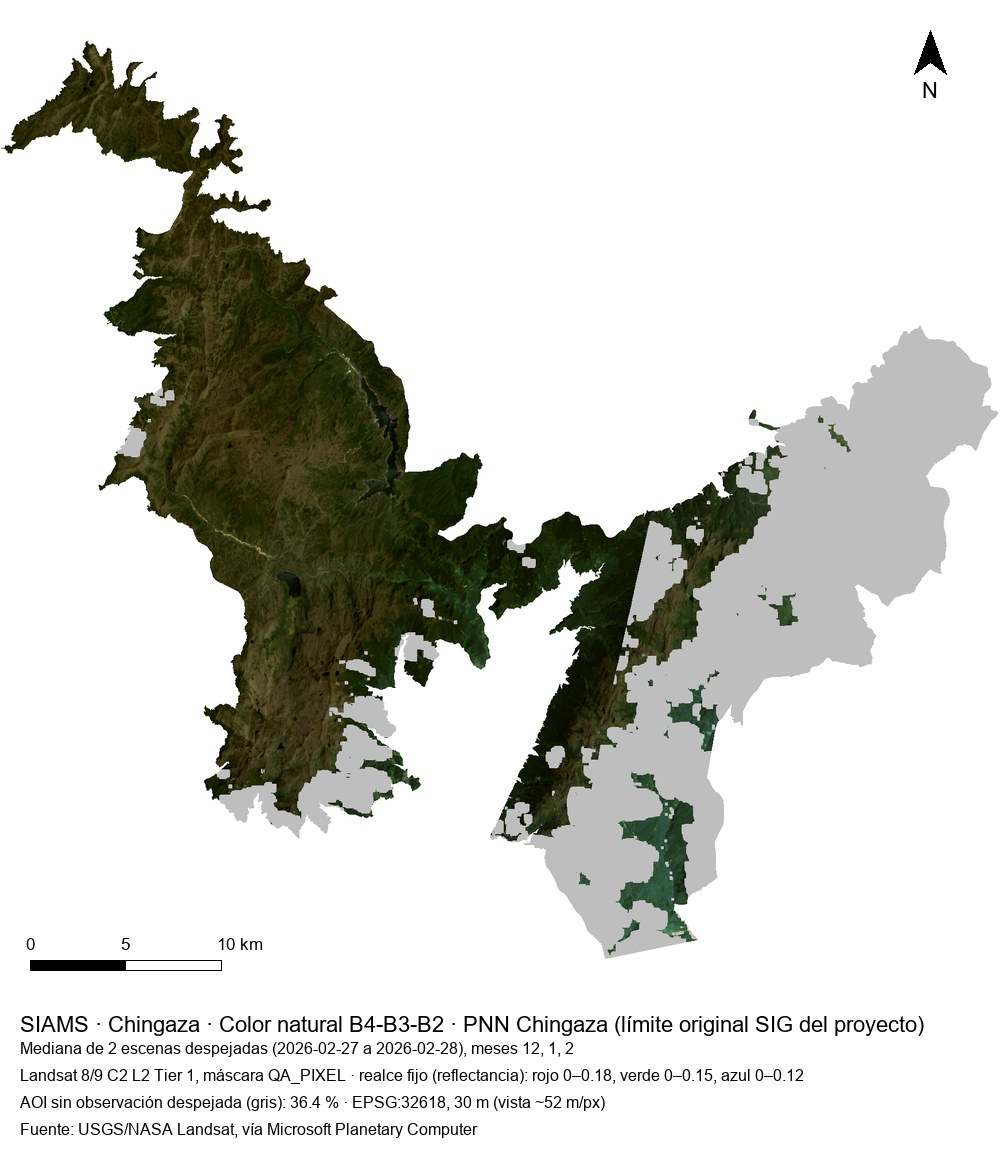 N
0 5 10 km
SIAMS · Chingaza · Color natural B4-B3-B2 · PNN Chingaza (límite original SIG del proyecto)
Mediana de 2 escenas despejadas (2026-02-27 a 2026-02-28), meses 12, 1, 2
Landsat 8/9 C2 L2 Tier 1, máscara QA_PIXEL · realce fijo (reflectancia): rojo 0–0.18, verde 0–0.15, azul 0–0.12
AOI sin observación despejada (gris): 36.4 % · EPSG:32618, 30 m (vista ~52 m/px)
Fuente: USGS/NASA Landsat, vía Microsoft Planetary Computer